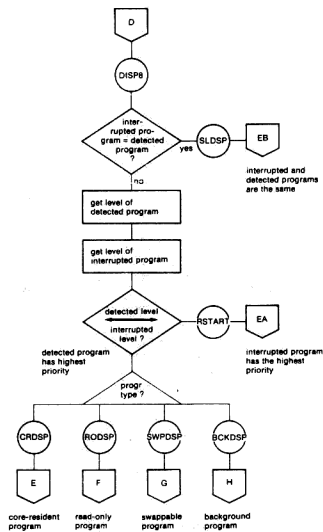 D
DISP8
inter-
rupted pro-
gram = detected
program
?
yes
SLDSP
EB
interrupted and
detected programs
are the same
no
get level of
detected program
get level of
interrupted program
detected level
interrupted
level ?
RSTART
EA
detected program
has highest
priority
interrupted program
has the highest
priority
progr
type ?
CRDSP
RODSP
SWPDSP
BCKDSP
E
F
G
H
core-resident
program
read-only
program
swappable
program
background
program